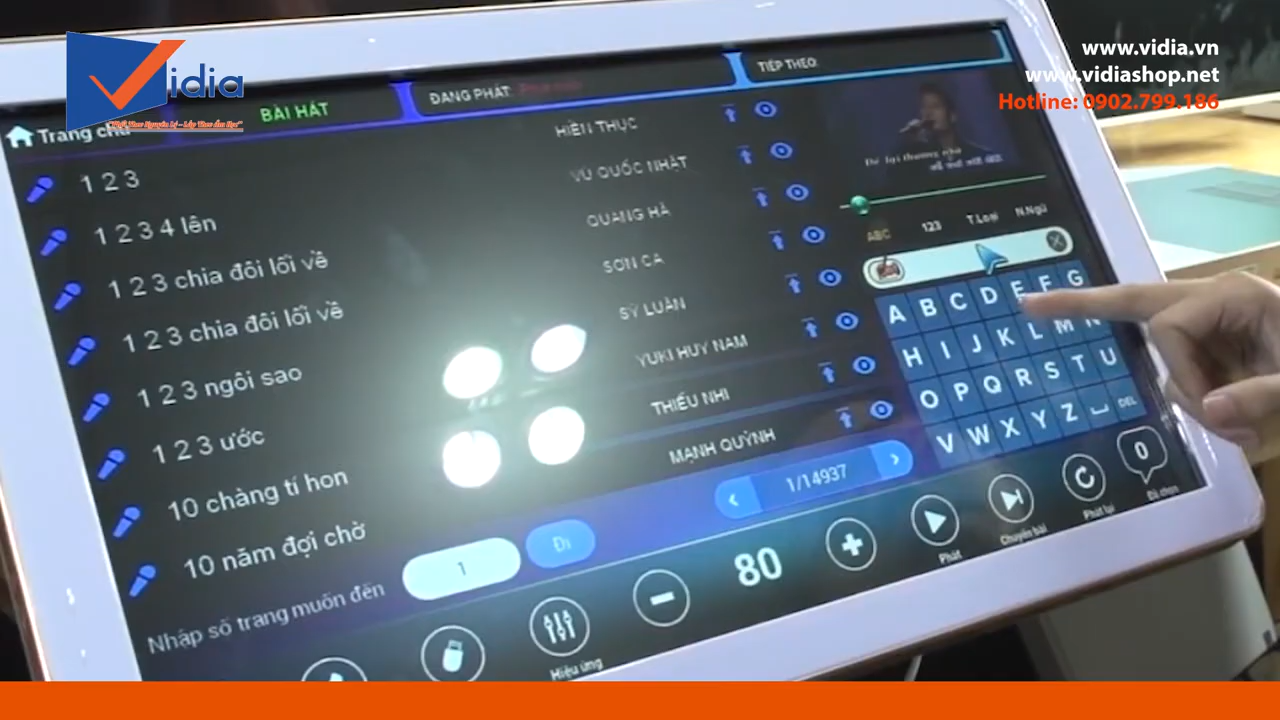 Vidia
www.vidia.vn
www.vidiashop.net
Hotline: 0902.799.186
Trang chủ
BÀI HÁT
ĐANG PHÁT:
TIẾP THEO:
1 2 3
HIỀN THỤC
1 2 3 4 lên
VŨ QUỐC NHẬT
1 2 3 chia đôi lối về
QUANG HÀ
1 2 3 chia đôi lối về
SƠN CA
1 2 3 ngôi sao
SỸ LUÂN
1 2 3 ước
YUKI HUY NAM
10 chàng tí hon
THIẾU NHI
10 năm đợi chờ
MẠNH QUỲNH
ABC
123
T.Loại
N.Ngữ
A B C D E F G
H I J K L M N
O P Q R S T U
V W X Y Z DEL
Nhập số trang muốn đến
1
Đi
1/14937
Hiệu ứng
80
Phát
Chuyển bài
Phát lại
0
Đã chọn